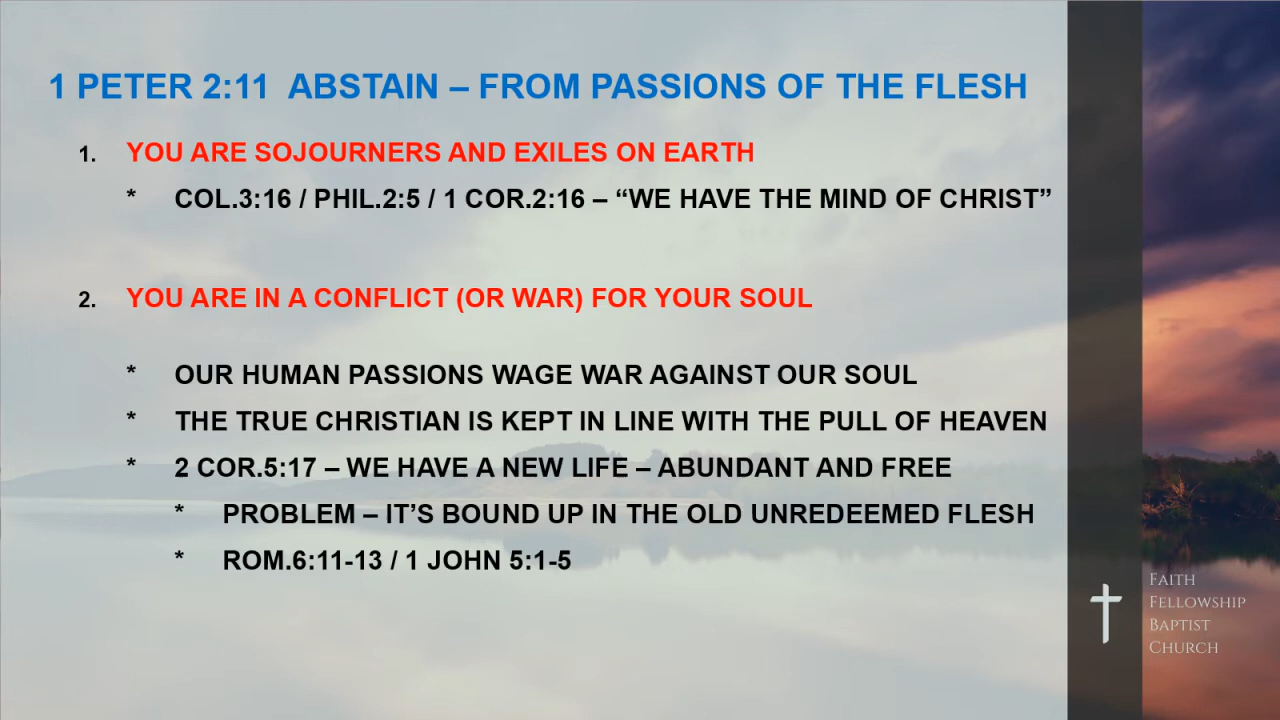 1 PETER 2:11  ABSTAIN – FROM PASSIONS OF THE FLESH
1. YOU ARE SOJOURNERS AND EXILES ON EARTH
* COL.3:16 / PHIL.2:5 / 1 COR.2:16 – “WE HAVE THE MIND OF CHRIST”
2. YOU ARE IN A CONFLICT (OR WAR) FOR YOUR SOUL
* OUR HUMAN PASSIONS WAGE WAR AGAINST OUR SOUL
* THE TRUE CHRISTIAN IS KEPT IN LINE WITH THE PULL OF HEAVEN
* 2 COR.5:17 – WE HAVE A NEW LIFE – ABUNDANT AND FREE
* PROBLEM – IT’S BOUND UP IN THE OLD UNREDEEMED FLESH
* ROM.6:11-13 / 1 JOHN 5:1-5
FAITH
FELLOWSHIP
BAPTIST
CHURCH